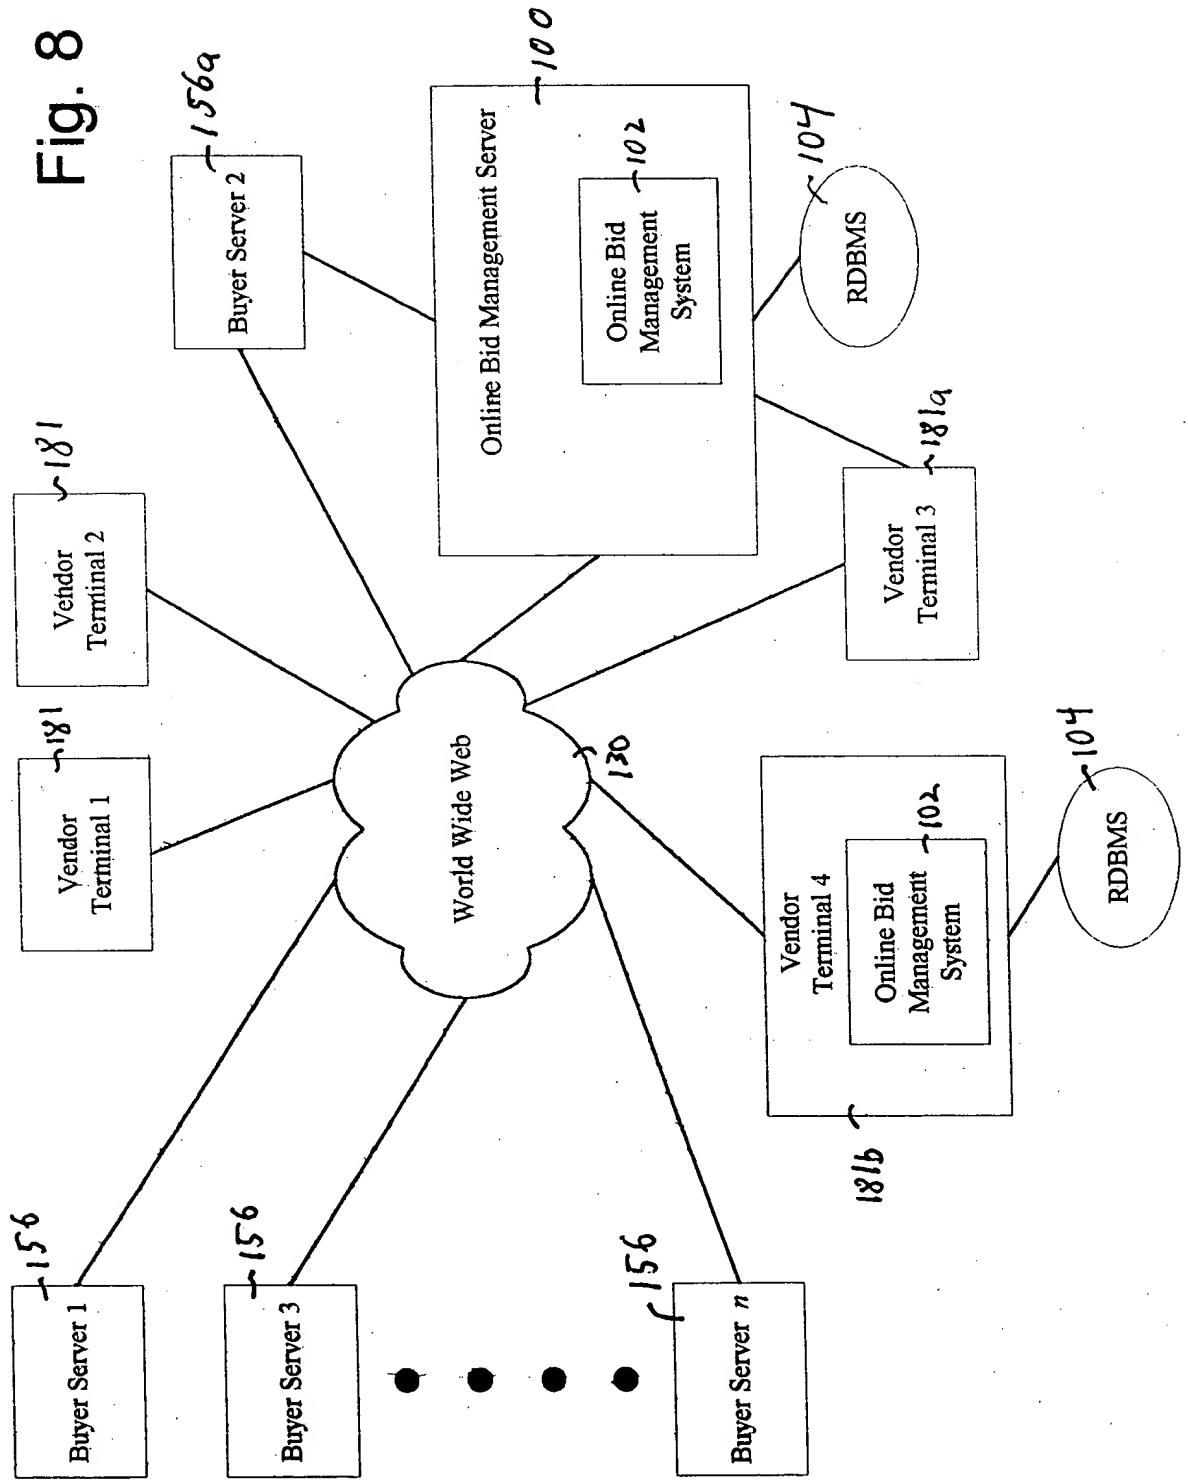 Fig. 8
156
Buyer Server 1
181
Vendor
Terminal 1
181
Vendor
Terminal 2
156a
Buyer Server 2
156
Buyer Server 3
World Wide Web
130
100
Online Bid Management Server
102
Online Bid
Management
System
104
RDBMS
156
Buyer Server n
181b
Vendor
Terminal 4
102
Online Bid
Management
System
104
RDBMS
181a
Vendor
Terminal 3